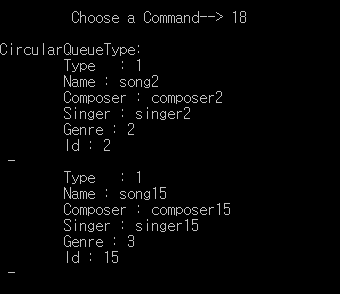 Choose a Command--> 18
CircularQueueType:
Type : 1
Name : song2
Composer : composer2
Singer : singer2
Genre : 2
Id : 2
-
Type : 1
Name : song15
Composer : composer15
Singer : singer15
Genre : 3
Id : 15
-